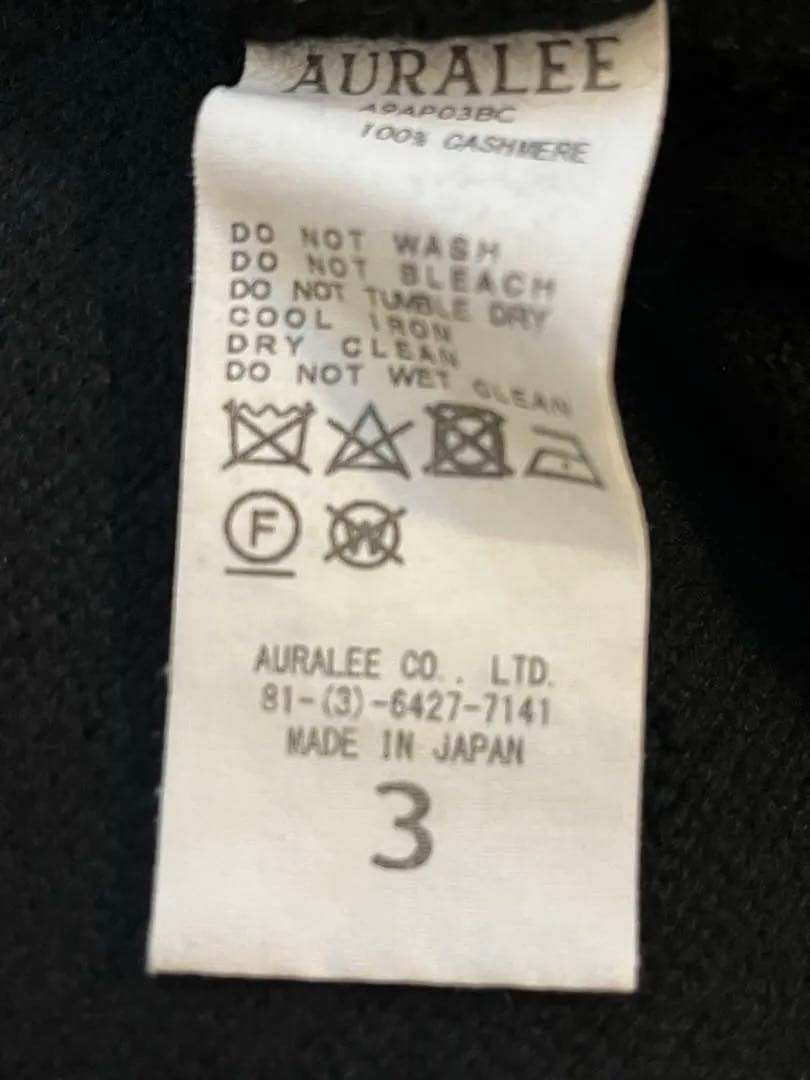 AURALEE
A9AP03BC
100% CASHMERE
DO NOT WASH
DO NOT BLEACH
DO NOT TUMBLE DRY
COOL IRON
DRY CLEAN
DO NOT WET CLEAN
F W
AURALEE CO., LTD.
81-(3)-6427-7141
MADE IN JAPAN
3